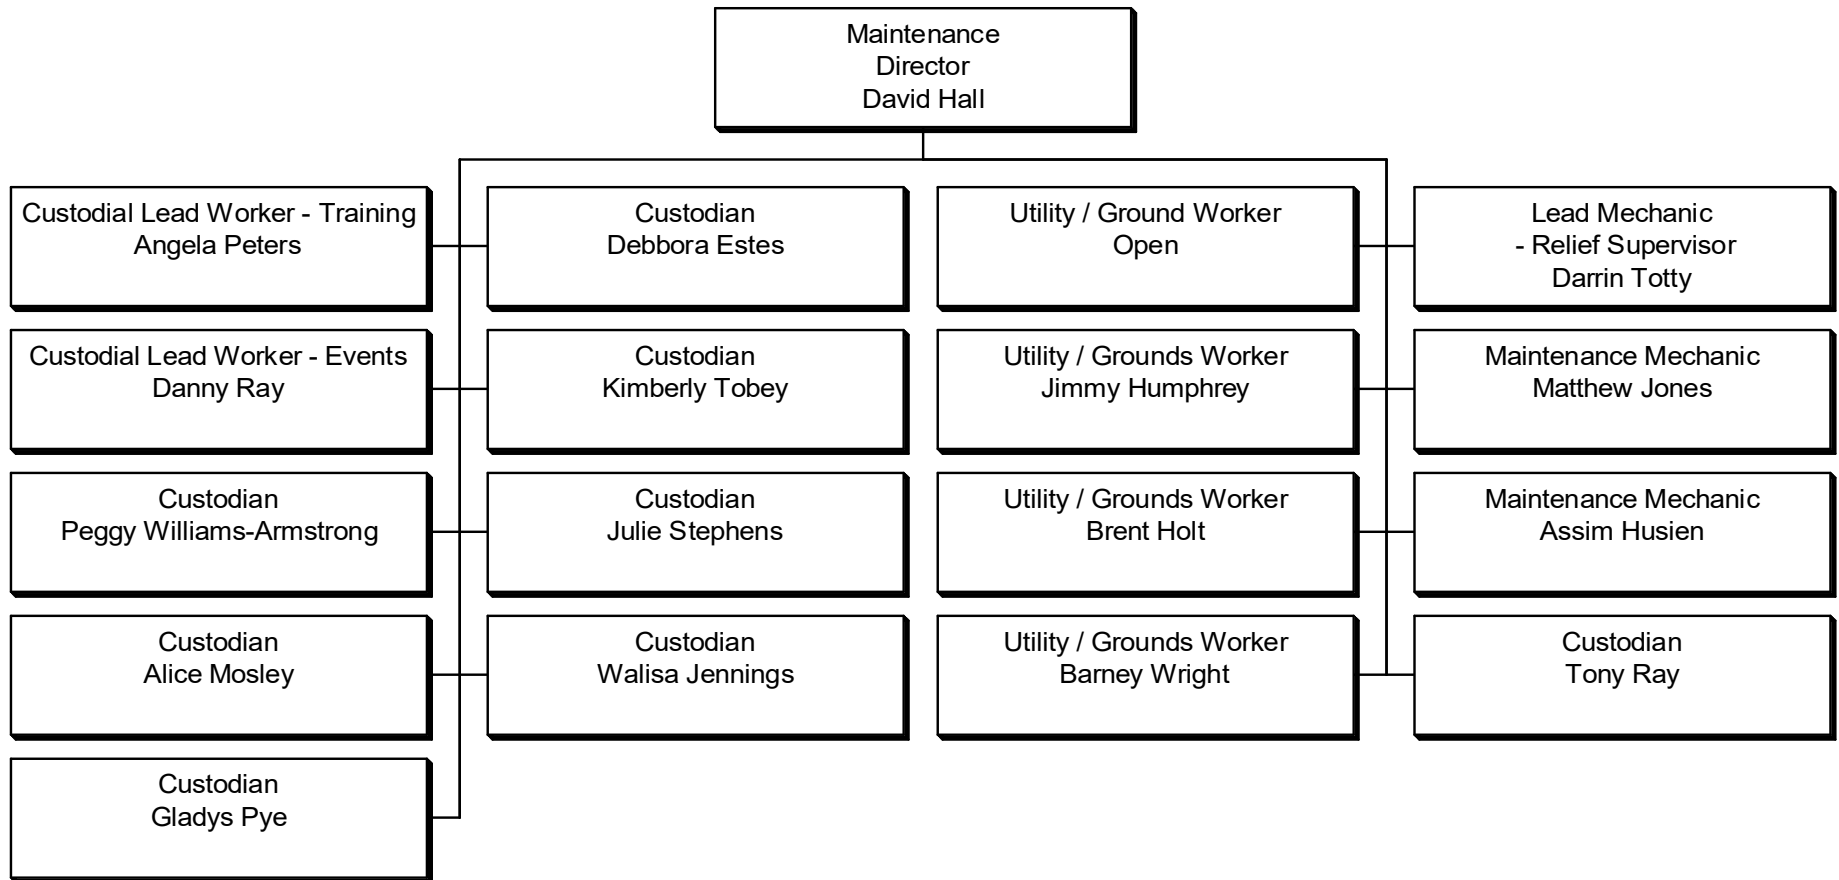 Maintenance
Director
David Hall
Custodial Lead Worker - Training
Angela Peters
Custodian
Debbora Estes
Utility / Ground Worker
Open
Lead Mechanic
- Relief Supervisor
Darrin Totty
Custodial Lead Worker - Events
Danny Ray
Custodian
Kimberly Tobey
Utility / Grounds Worker
Jimmy Humphrey
Maintenance Mechanic
Matthew Jones
Custodian
Peggy Williams-Armstrong
Custodian
Julie Stephens
Utility / Grounds Worker
Brent Holt
Maintenance Mechanic
Assim Husien
Custodian
Alice Mosley
Custodian
Walisa Jennings
Utility / Grounds Worker
Barney Wright
Custodian
Tony Ray
Custodian
Gladys Pye